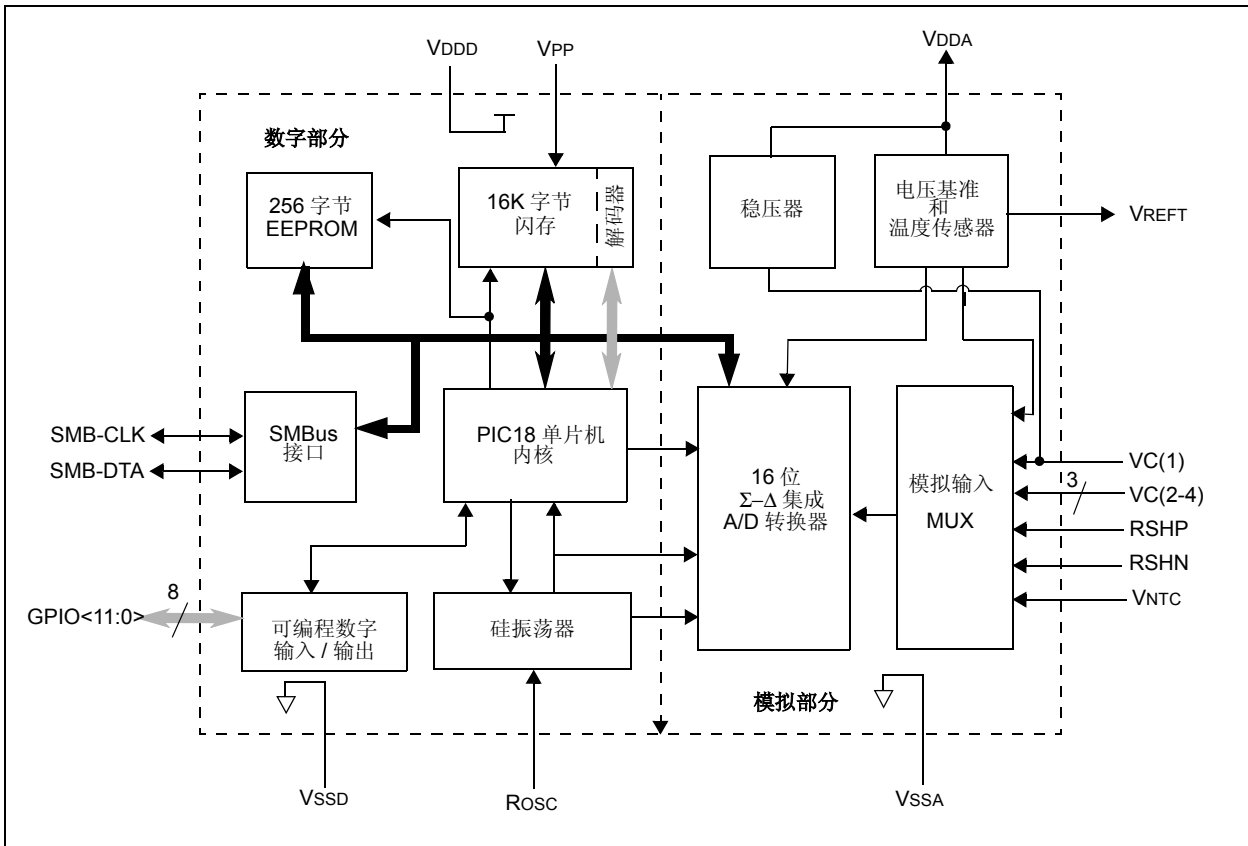 VDDD
VPP
VDDA
数字部分
256 字节
EEPROM
16K 字节
闪存
解码器
稳压器
电压基准
和
温度传感器
VREFT
SMB-CLK
SMB-DTA
SMBus
接口
PIC18 单片机
内核
16 位
Σ–Δ 集成
A/D 转换器
模拟输入
MUX
VC(1)
3
VC(2-4)
RSHP
RSHN
VNTC
GPIO<11:0>
8
可编程数字
输入 / 输出
硅振荡器
模拟部分
VSSD
ROSC
VSSA